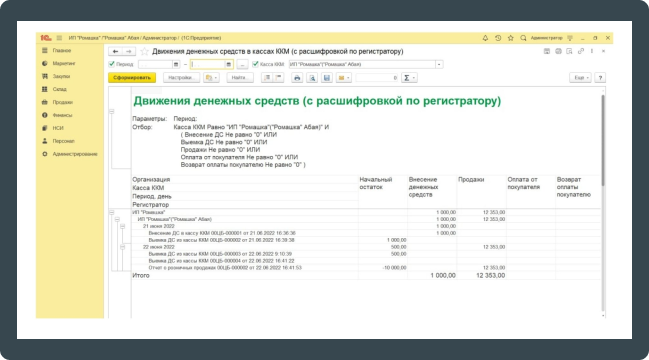 ИП "Ромашка" ("Ромашка" Абая / Администратор / (1С:Предприятие)
Администратор
Главное
Маркетинг
Закупки
Склад
Продажи
Финансы
НСИ
Персонал
Администрирование
Движения денежных средств в кассах ККМ (с расшифровкой по регистратору)
Период – ... Касса ККМ ИП "Ромашка"("Ромашка" Абая)
Сформировать Настройки... Найти... 0 Σ Еще ?
Движения денежных средств (с расшифровкой по регистратору)
Параметры: Период:
Отбор: Касса ККМ Равно "ИП "Ромашка"("Ромашка" Абая)" И
( Внесение ДС Не равно "0" ИЛИ
Выемка ДС Не равно "0" ИЛИ
Продажи Не равно "0" ИЛИ
Оплата от покупателя Не равно "0" ИЛИ
Возврат оплаты покупателю Не равно "0" )
Организация Начальный Внесение Продажи Оплата от Возврат
Касса ККМ остаток денежных покупателя оплаты
Период, день средств покупателю
Регистратор
ИП "Ромашка" 1 000,00 12 353,00
ИП "Ромашка"("Ромашка" Абая) 1 000,00 12 353,00
21 июня 2022 1 000,00
Внесение ДС в кассу ККМ 00ЦБ-000001 от 21.06.2022 16:36:36 1 000,00
Выемка ДС из кассы ККМ 00ЦБ-000002 от 21.06.2022 16:39:38 1 000,00
22 июня 2022 500,00 12 353,00
Выемка ДС из кассы ККМ 00ЦБ-000003 от 22.06.2022 9:10:39 500,00
Выемка ДС из кассы ККМ 00ЦБ-000004 от 22.06.2022 16:41:22
Отчет о розничных продажах 00ЦБ-000002 от 22.06.2022 16:41:53 -10 000,00 12 353,00
Итого 1 000,00 12 353,00